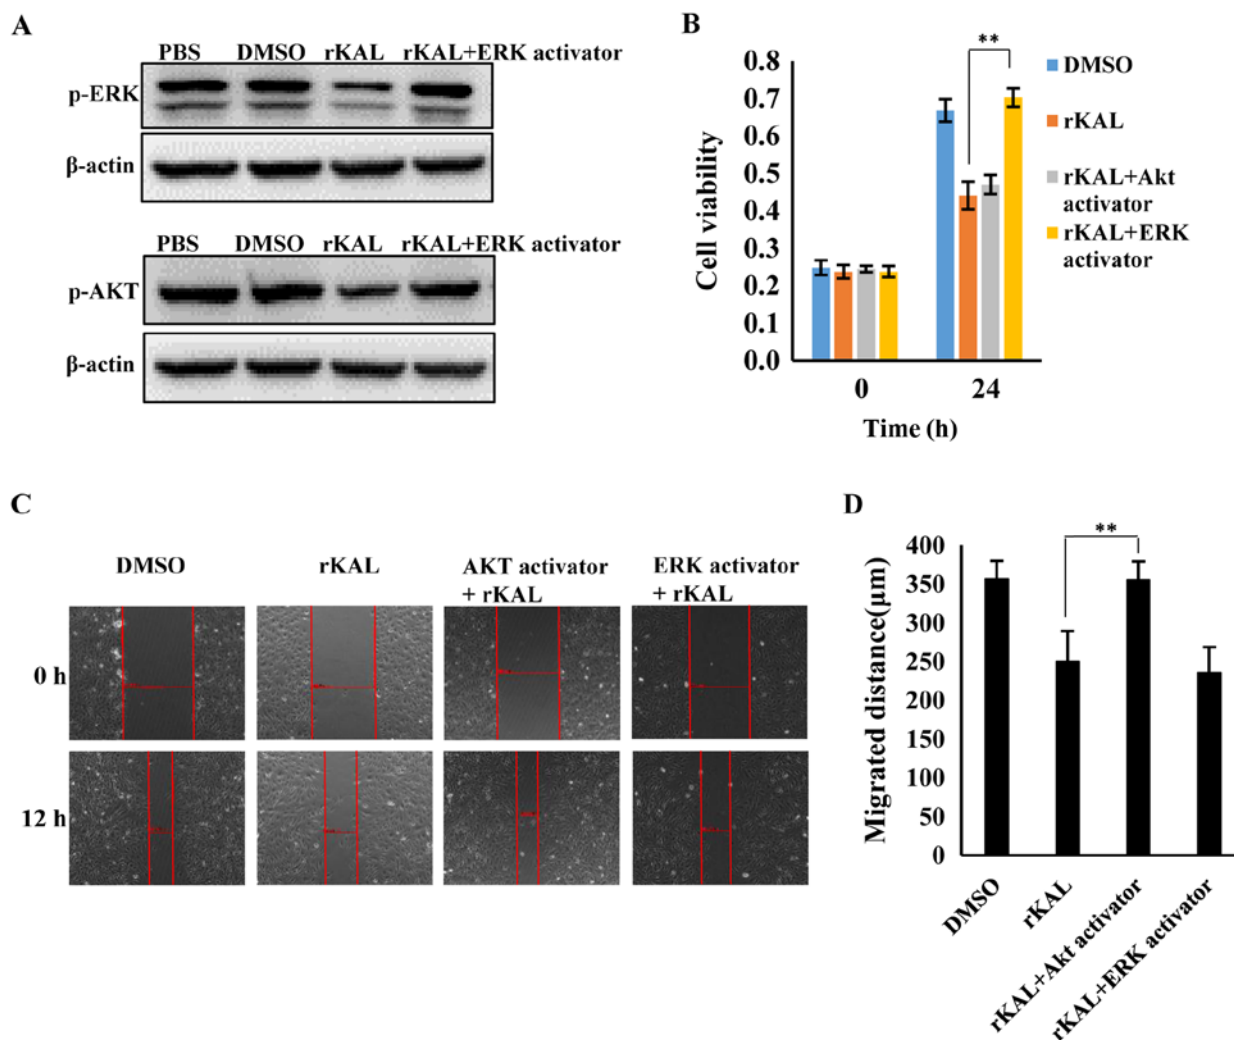 A
PBS DMSO rKAL rKAL+ERK activator
p-ERK
β-actin
PBS DMSO rKAL rKAL+ERK activator
p-AKT
β-actin
B
**
0.8
0.7
0.6
0.5
0.4
0.3
0.2
0.1
0.0
Cell viability
0 24
Time (h)
DMSO
rKAL
rKAL+Akt
activator
rKAL+ERK
activator
C
DMSO rKAL AKT activator ERK activator
+ rKAL + rKAL
0 h
12 h
D
**
400
350
300
250
200
150
100
50
0
Migrated distance(μm)
DMSO
rKAL
rKAL+Akt activator
rKAL+ERK activator